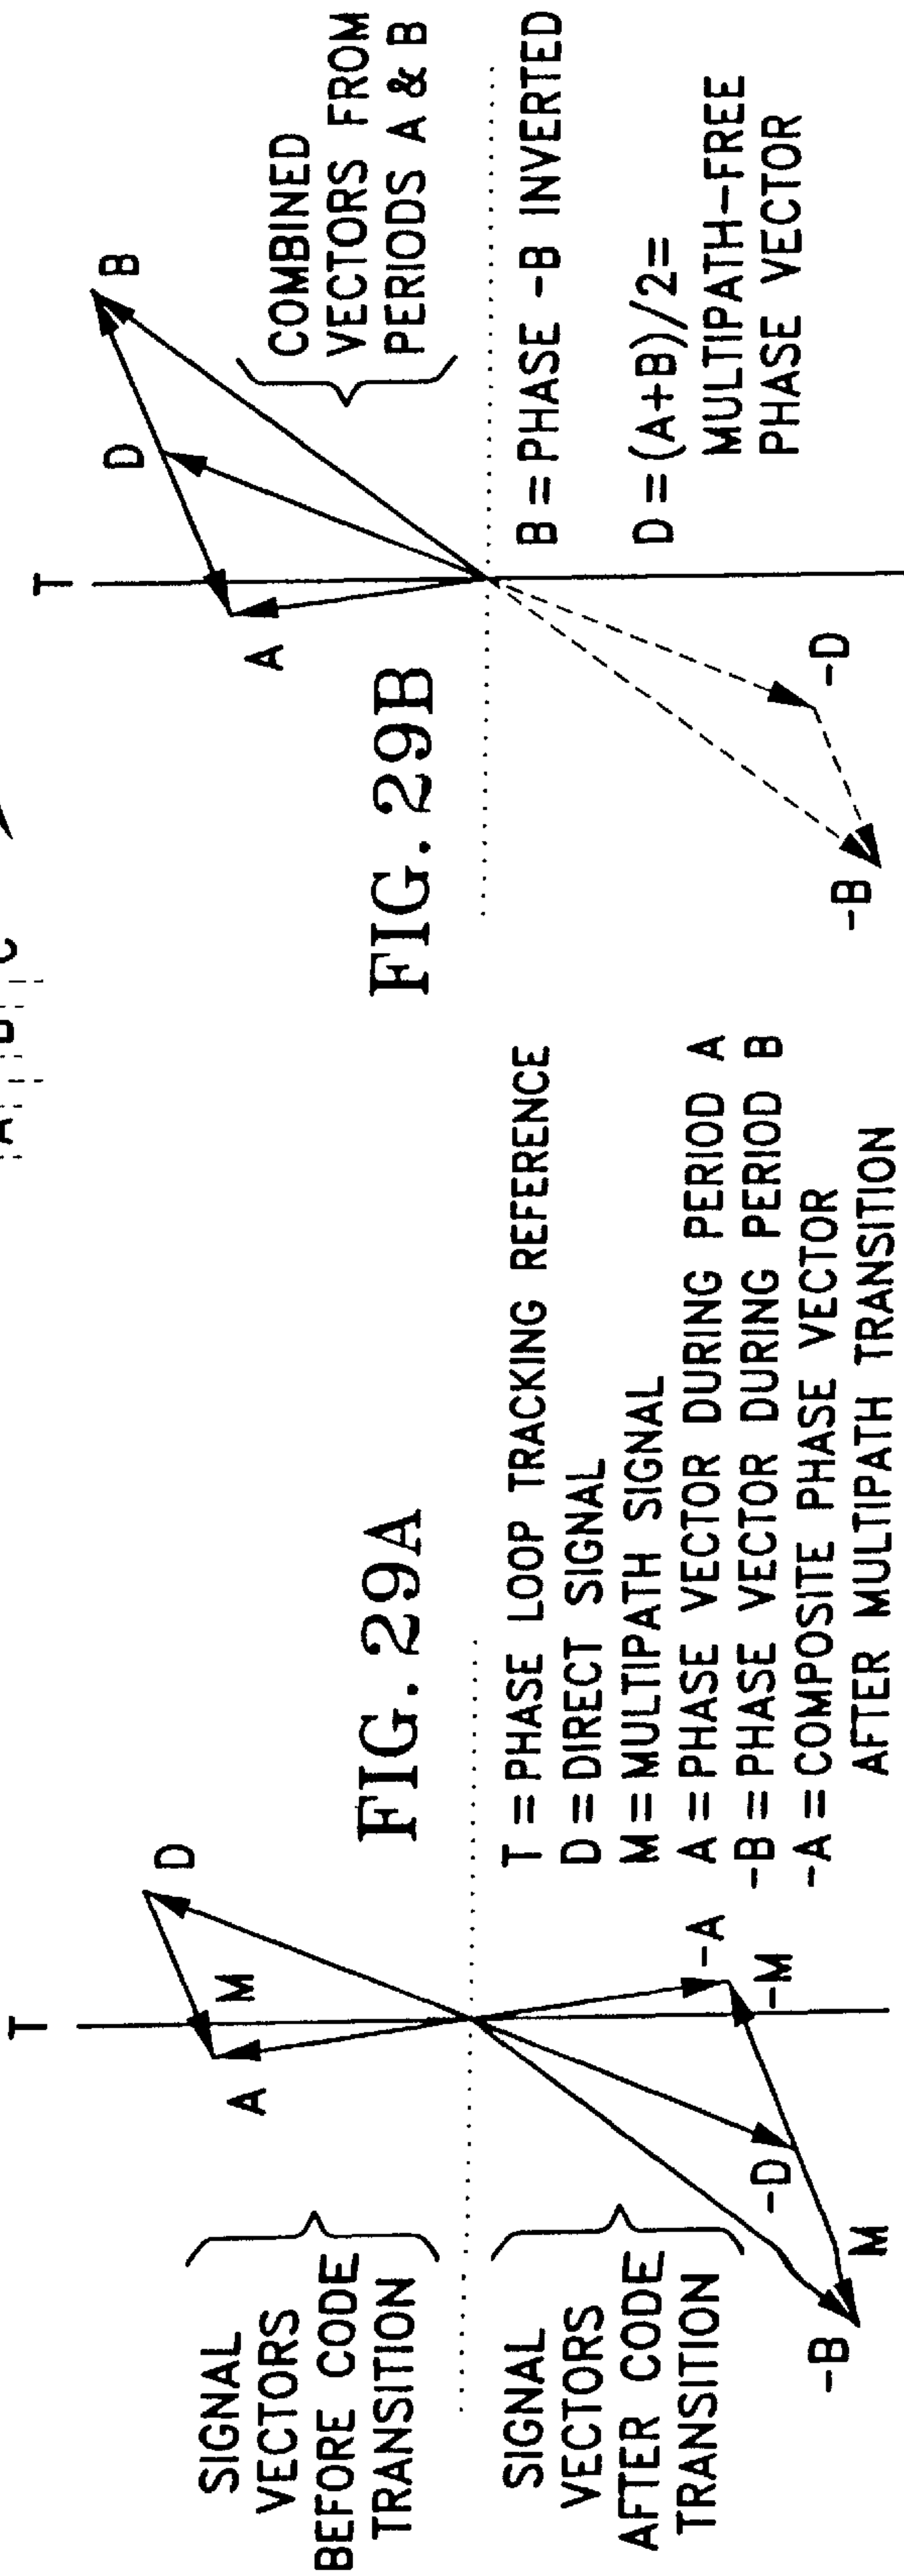 A B C
FIG. 29A
T
SIGNAL
VECTORS
BEFORE CODE
TRANSITION
A
M
D
SIGNAL
VECTORS
AFTER CODE
TRANSITION
-B
M
-D
-M
-A
T = PHASE LOOP TRACKING REFERENCE
D = DIRECT SIGNAL
M = MULTIPATH SIGNAL
A = PHASE VECTOR DURING PERIOD A
-B = PHASE VECTOR DURING PERIOD B
-A = COMPOSITE PHASE VECTOR
AFTER MULTIPATH TRANSITION
FIG. 29B
T
A
D
B
COMBINED
VECTORS FROM
PERIODS A & B
B = PHASE -B INVERTED
D = (A+B)/2=
MULTIPATH-FREE
PHASE VECTOR
-B
-D